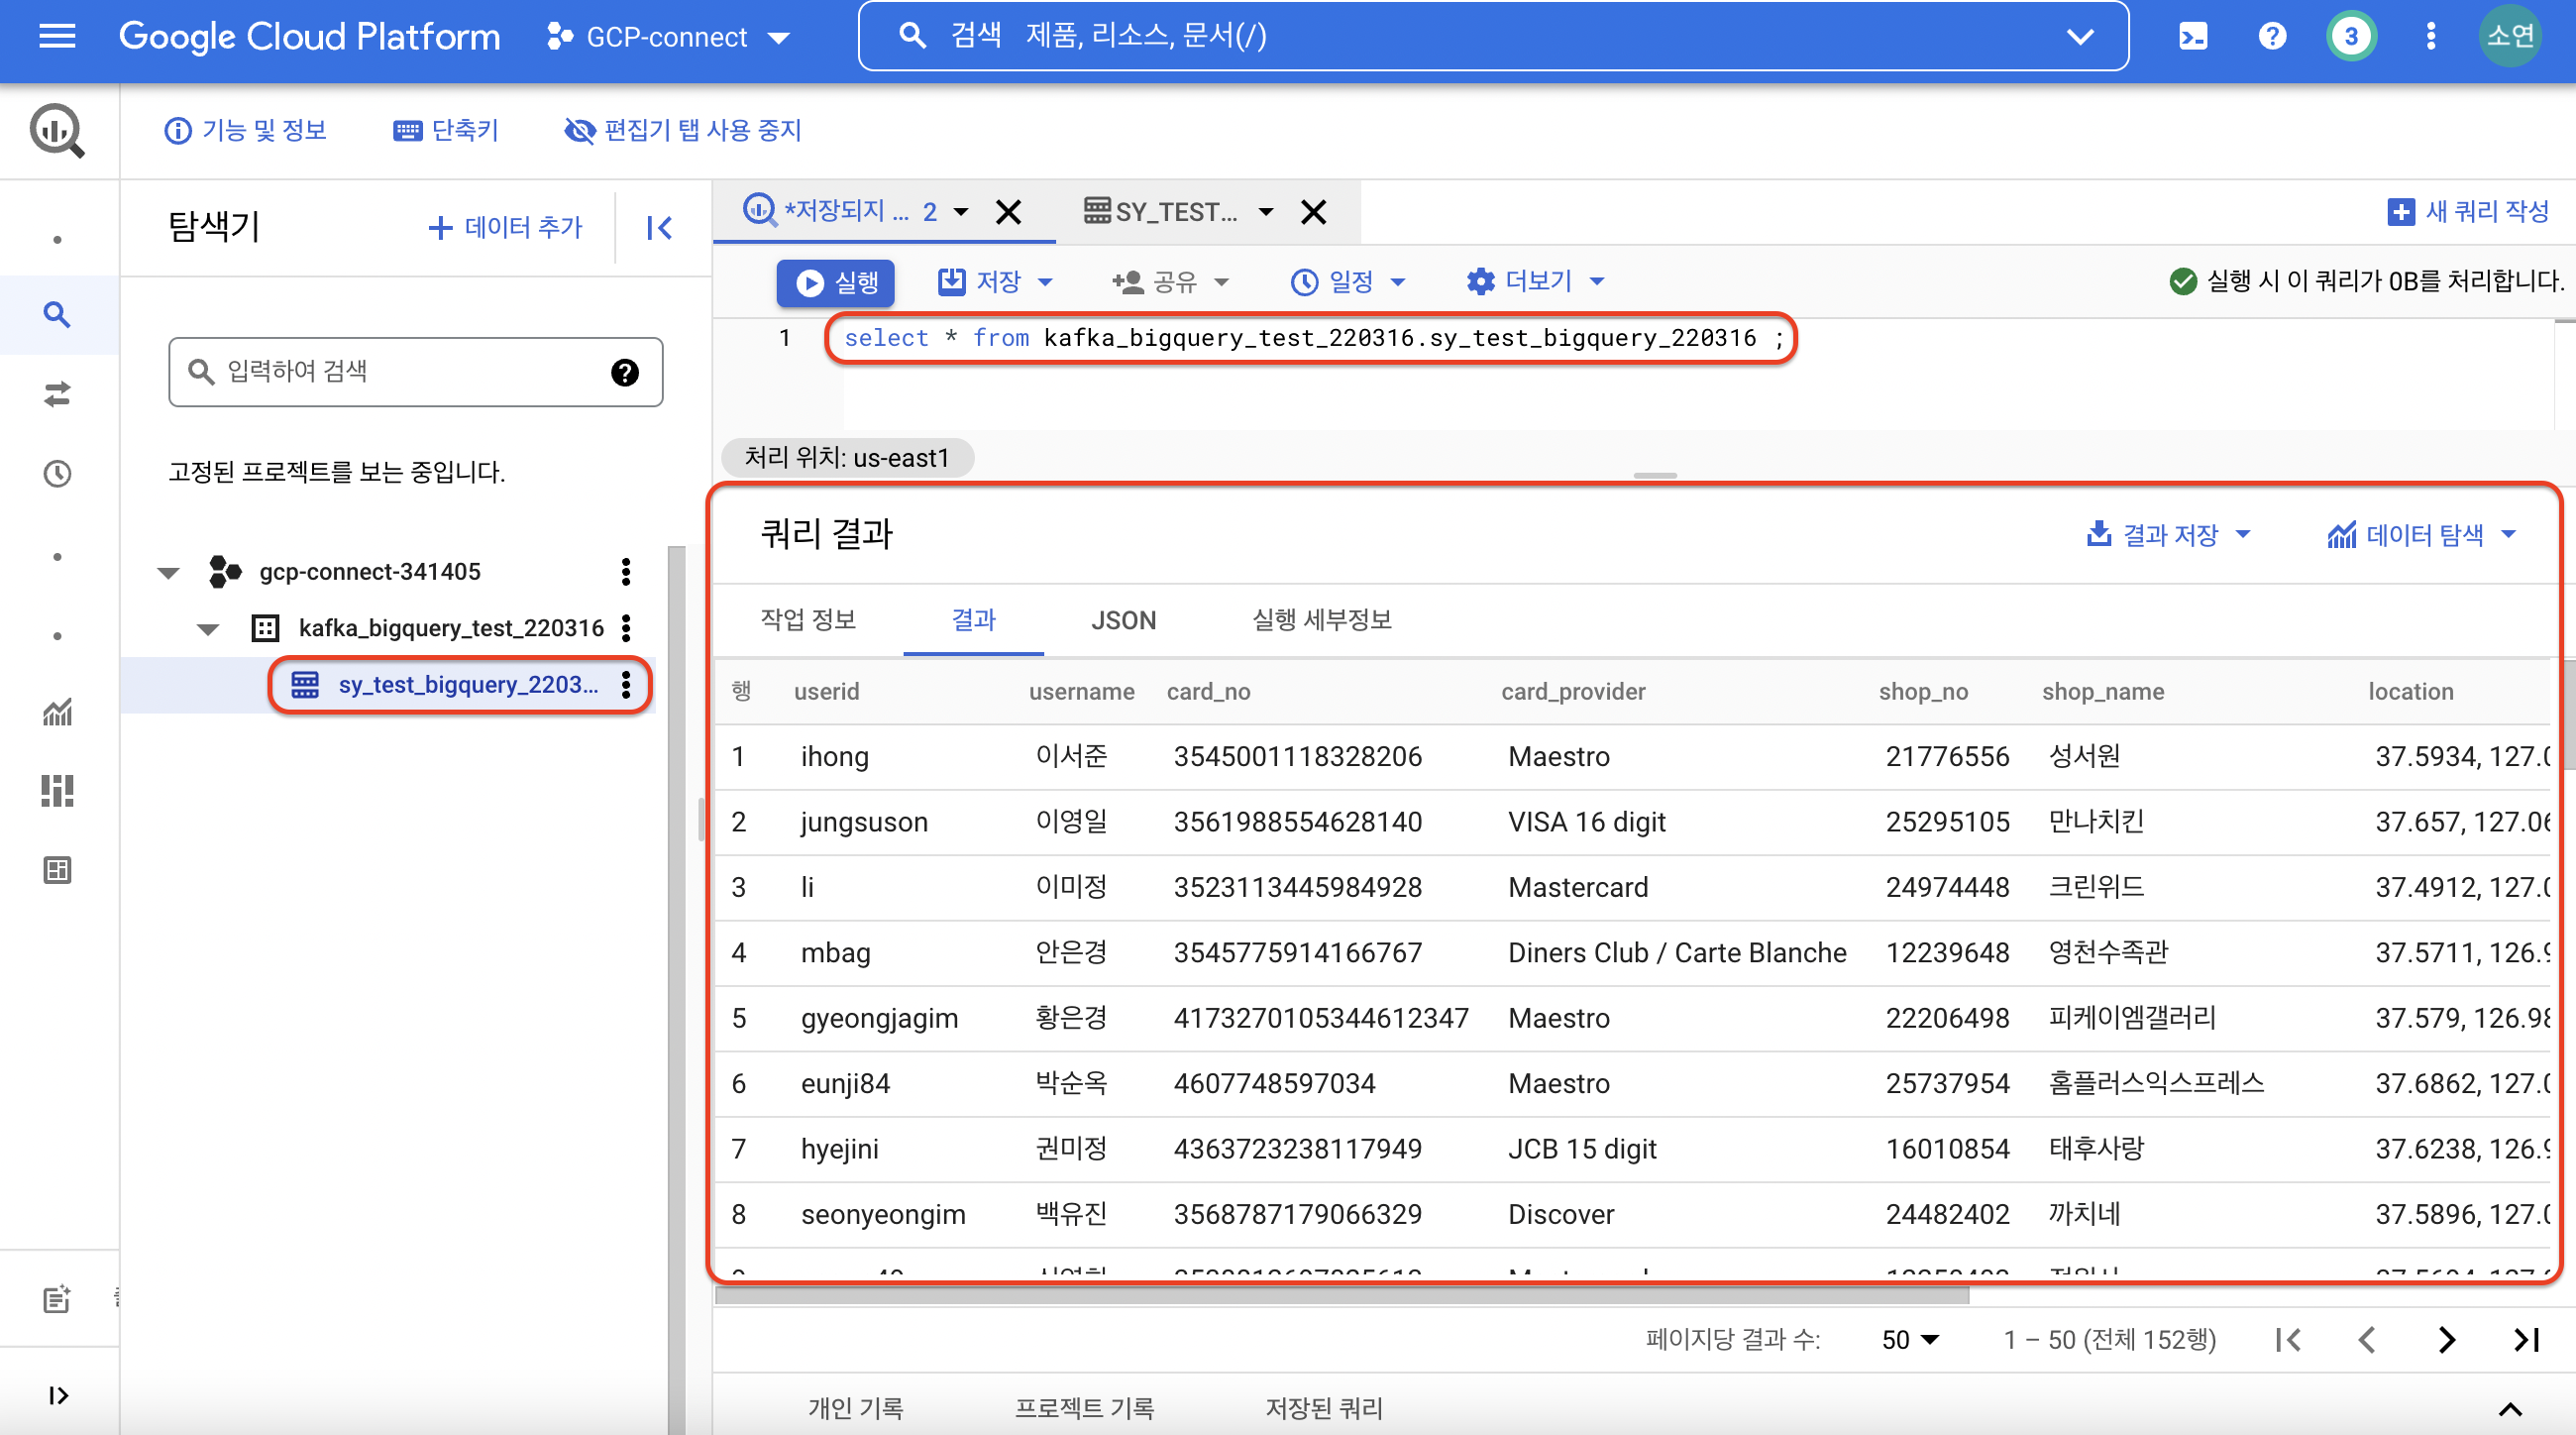 Google Cloud Platform GCP-connect 검색 제품, 리소스, 문서(/) 3 소연
기능 및 정보 단축키 편집기 탭 사용 중지
탐색기 데이터 추가
*저장되지 ... 2 SY_TEST... 새 쿼리 작성
실행 저장 공유 일정 더보기 실행 시 이 쿼리가 0B를 처리합니다.
1 select * from kafka_bigquery_test_220316.sy_test_bigquery_220316 ;
입력하여 검색
처리 위치: us-east1
고정된 프로젝트를 보는 중입니다.
gcp-connect-341405
kafka_bigquery_test_220316
sy_test_bigquery_2203...
쿼리 결과 결과 저장 데이터 탐색
작업 정보 결과 JSON 실행 세부정보
행 userid username card_no card_provider shop_no shop_name location
1 ihong 이서준 3545001118328206 Maestro 21776556 성서원 37.5934, 127.0
2 jungsuson 이영일 3561988554628140 VISA 16 digit 25295105 만나치킨 37.657, 127.06
3 li 이미정 3523113445984928 Mastercard 24974448 크린위드 37.4912, 127.0
4 mbag 안은경 3545775914166767 Diners Club / Carte Blanche 12239648 영천수족관 37.5711, 126.9
5 gyeongjagim 황은경 4173270105344612347 Maestro 22206498 피케이엠갤러리 37.579, 126.98
6 eunji84 박순옥 4607748597034 Maestro 25737954 홈플러스익스프레스 37.6862, 127.0
7 hyejini 권미정 4363723238117949 JCB 15 digit 16010854 태후사랑 37.6238, 126.9
8 seonyeongim 백유진 3568787179066329 Discover 24482402 까치네 37.5896, 127.0
페이지당 결과 수: 50 1 – 50 (전체 152행)
개인 기록 프로젝트 기록 저장된 쿼리